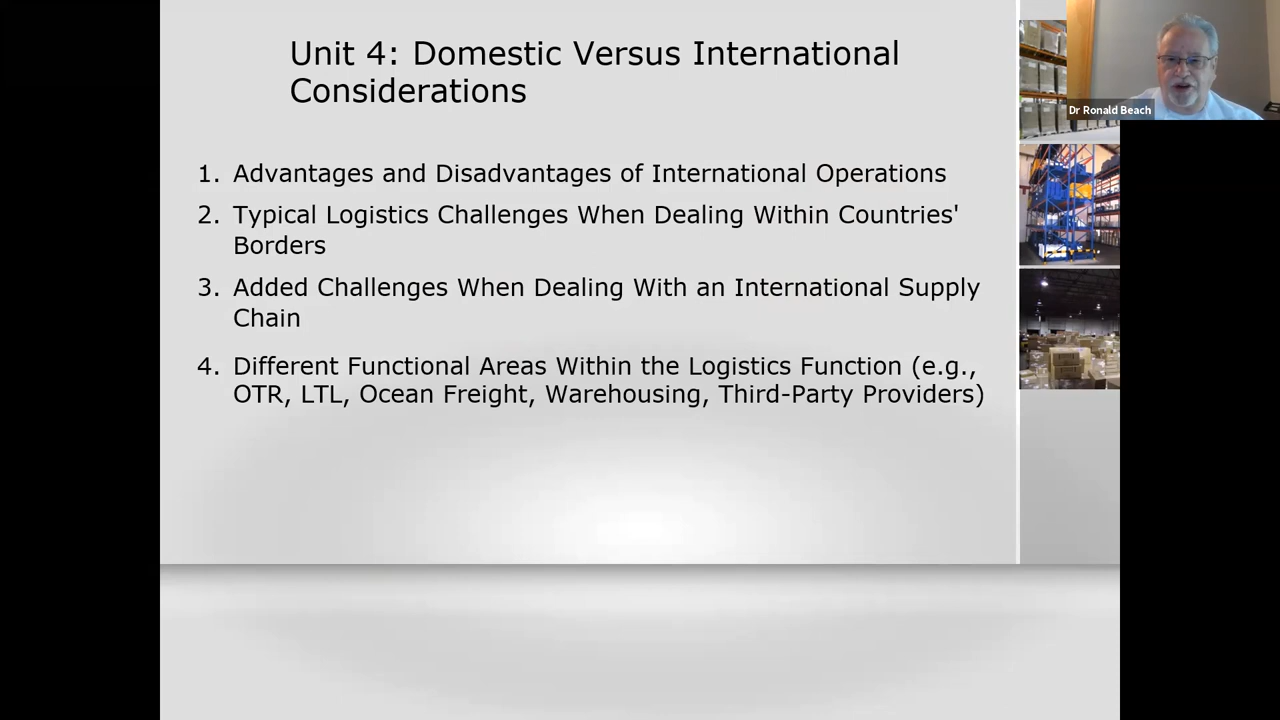 Unit 4: Domestic Versus International
Considerations
Dr Ronald Beach
1. Advantages and Disadvantages of International Operations
2. Typical Logistics Challenges When Dealing Within Countries'
Borders
3. Added Challenges When Dealing With an International Supply
Chain
4. Different Functional Areas Within the Logistics Function (e.g.,
OTR, LTL, Ocean Freight, Warehousing, Third-Party Providers)